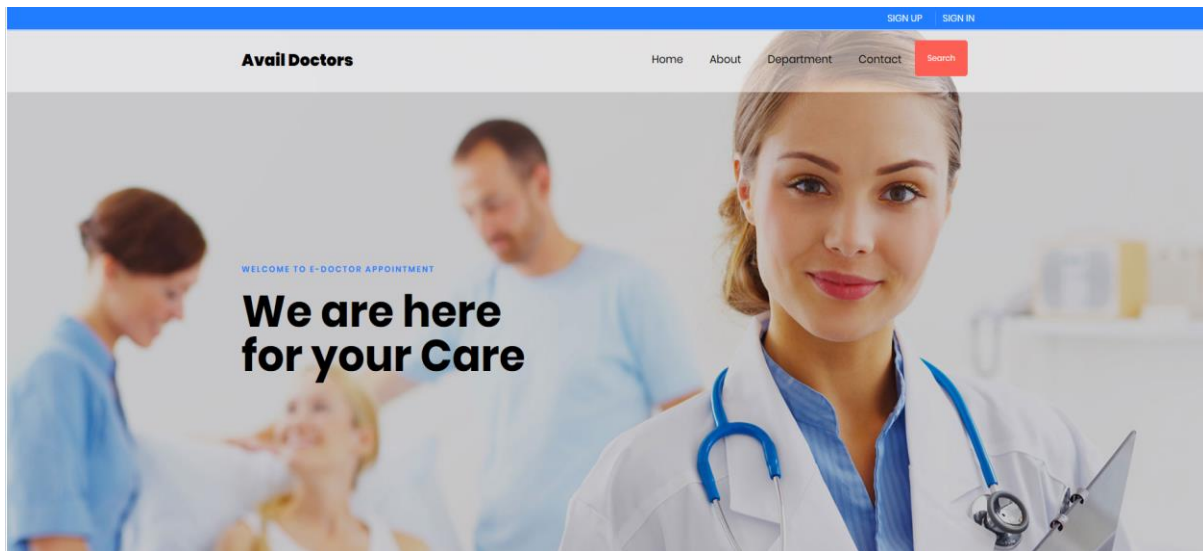 SIGN UP SIGN IN
Avail Doctors Home About Department Contact Search
WELCOME TO E-DOCTOR APPOINTMENT
We are here
for your Care